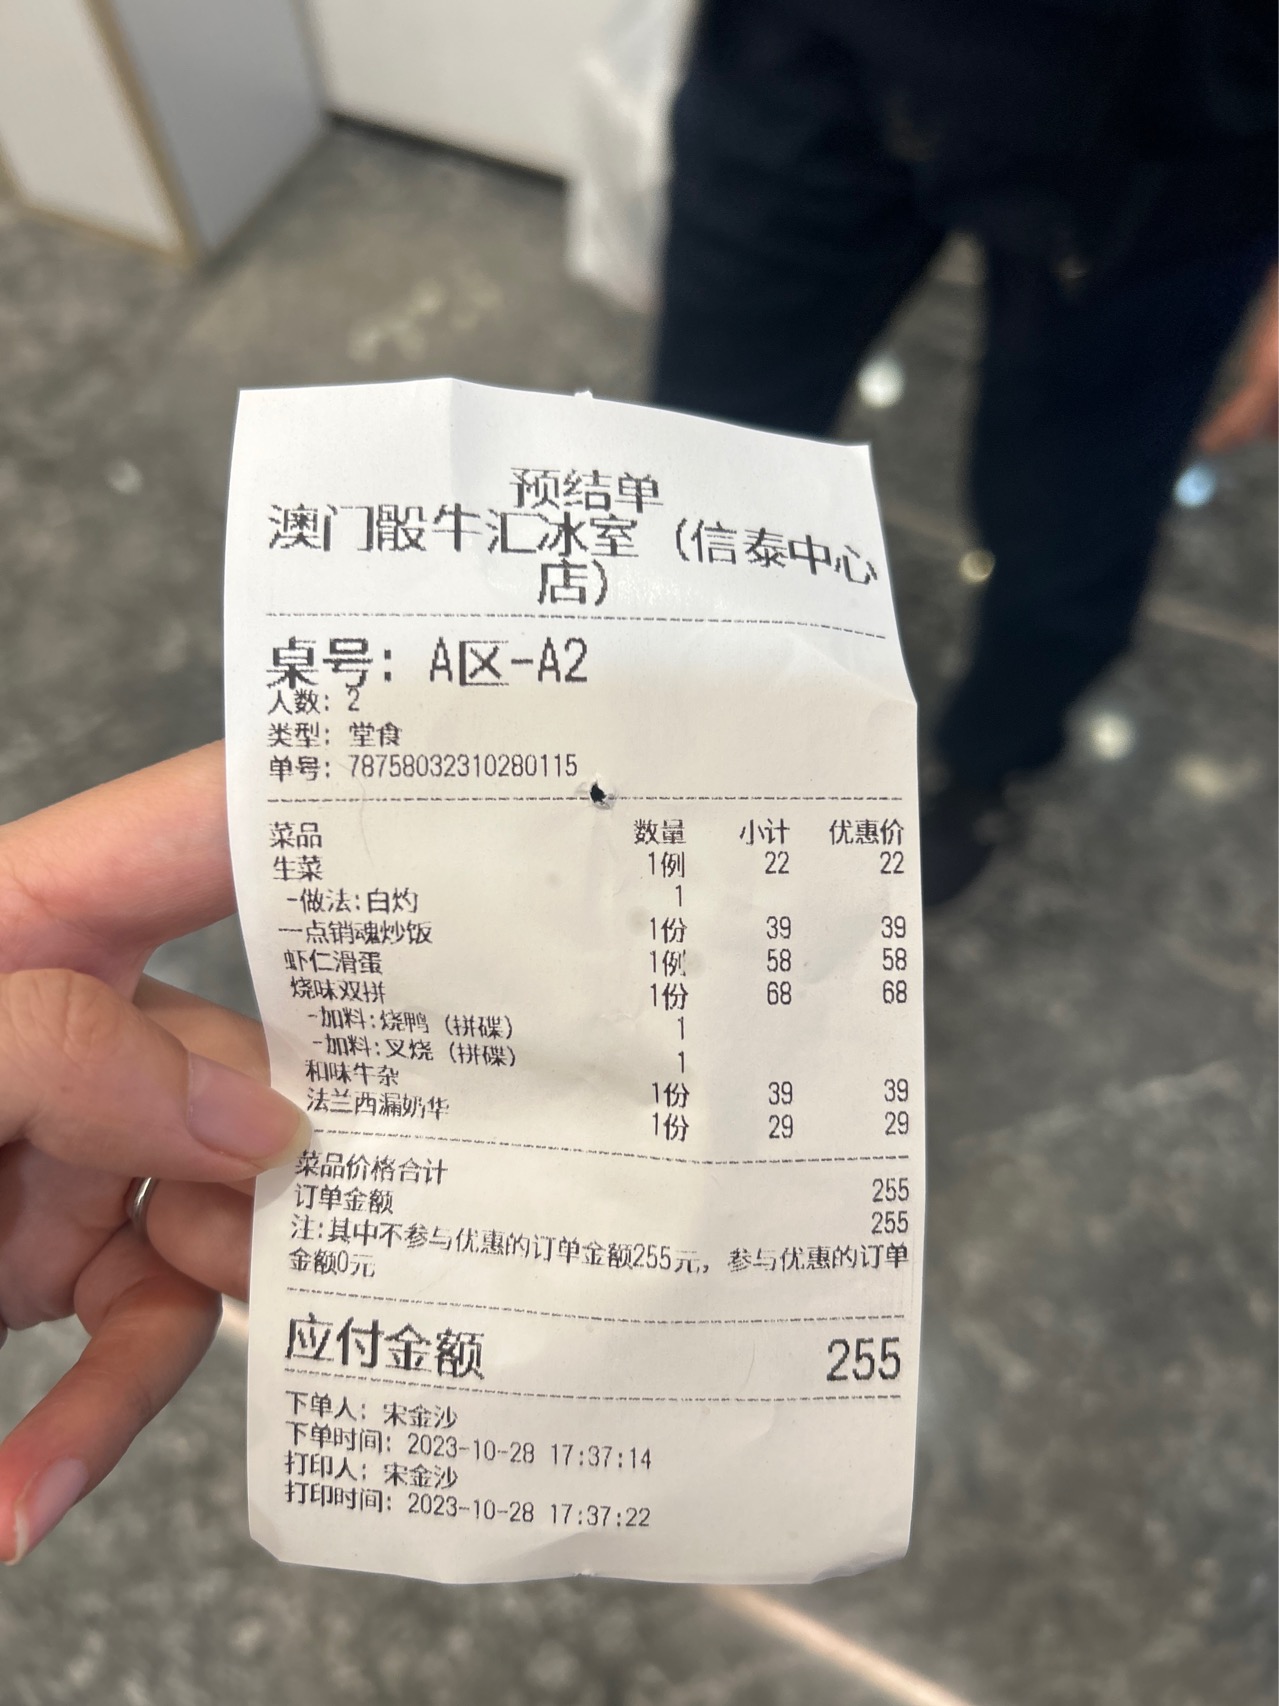 预结单
澳门骰牛汇冰室（信泰中心
店）
桌号：A区-A2
人数：2
类型：堂食
单号：78758032310280115
菜品 数量 小计 优惠价
生菜 1例 22 22
-做法:白灼 1
一点销魂炒饭 1份 39 39
虾仁滑蛋 1例 58 58
烧味双拼 1份 68 68
-加料:烧鸭（拼碟） 1
-加料:叉烧（拼碟） 1
和味牛杂 1份 39 39
法兰西漏奶华 1份 29 29
菜品价格合计 255
订单金额 255
注:其中不参与优惠的订单金额255元，参与优惠的订单
金额0元
应付金额 255
下单人：宋金沙
下单时间：2023-10-28 17:37:14
打印人：宋金沙
打印时间：2023-10-28 17:37:22